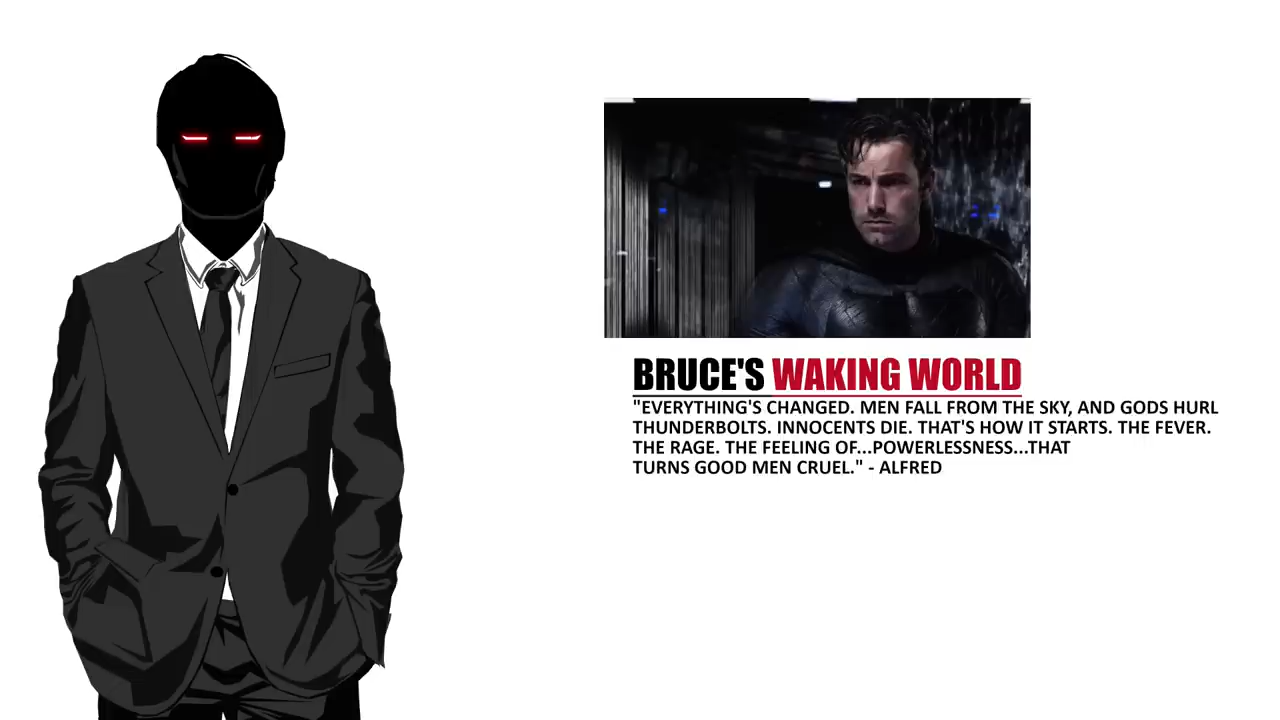 BRUCE'S WAKING WORLD
"EVERYTHING'S CHANGED. MEN FALL FROM THE SKY, AND GODS HURL
THUNDERBOLTS. INNOCENTS DIE. THAT'S HOW IT STARTS. THE FEVER.
THE RAGE. THE FEELING OF...POWERLESSNESS...THAT
TURNS GOOD MEN CRUEL." - ALFRED